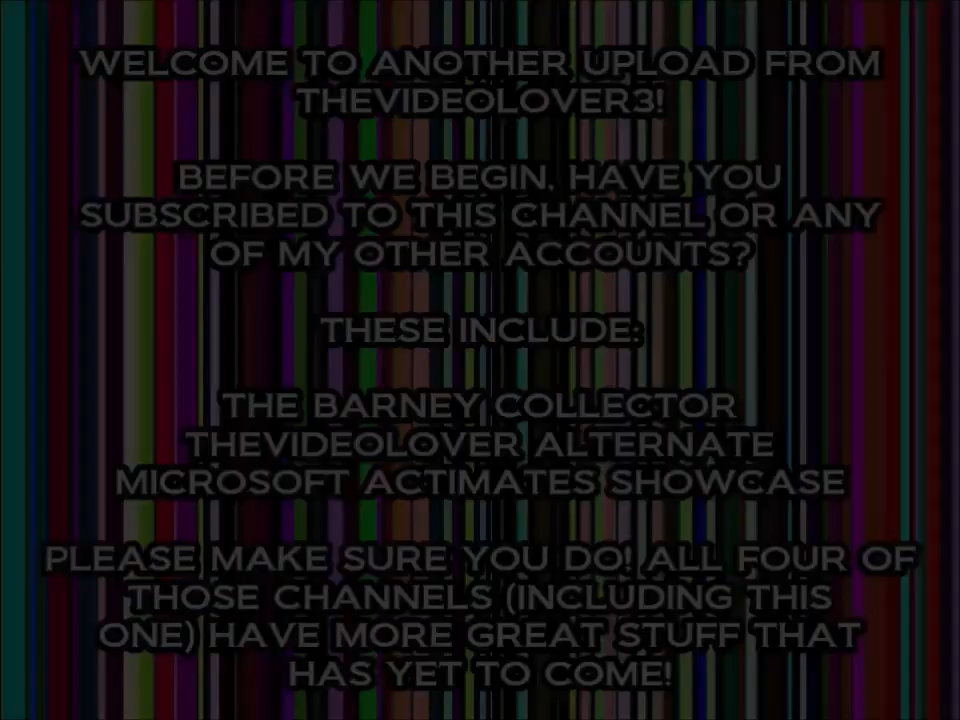 WELCOME TO ANOTHER UPLOAD FROM
THEVIDEOLOVER3!
BEFORE WE BEGIN, HAVE YOU
SUBSCRIBED TO THIS CHANNEL OR ANY
OF MY OTHER ACCOUNTS?
THESE INCLUDE:
THE BARNEY COLLECTOR
THEVIDEOLOVER ALTERNATE
MICROSOFT ACTIMATES SHOWCASE
PLEASE MAKE SURE YOU DO! ALL FOUR OF
THOSE CHANNELS (INCLUDING THIS
ONE) HAVE MORE GREAT STUFF THAT
HAS YET TO COME!